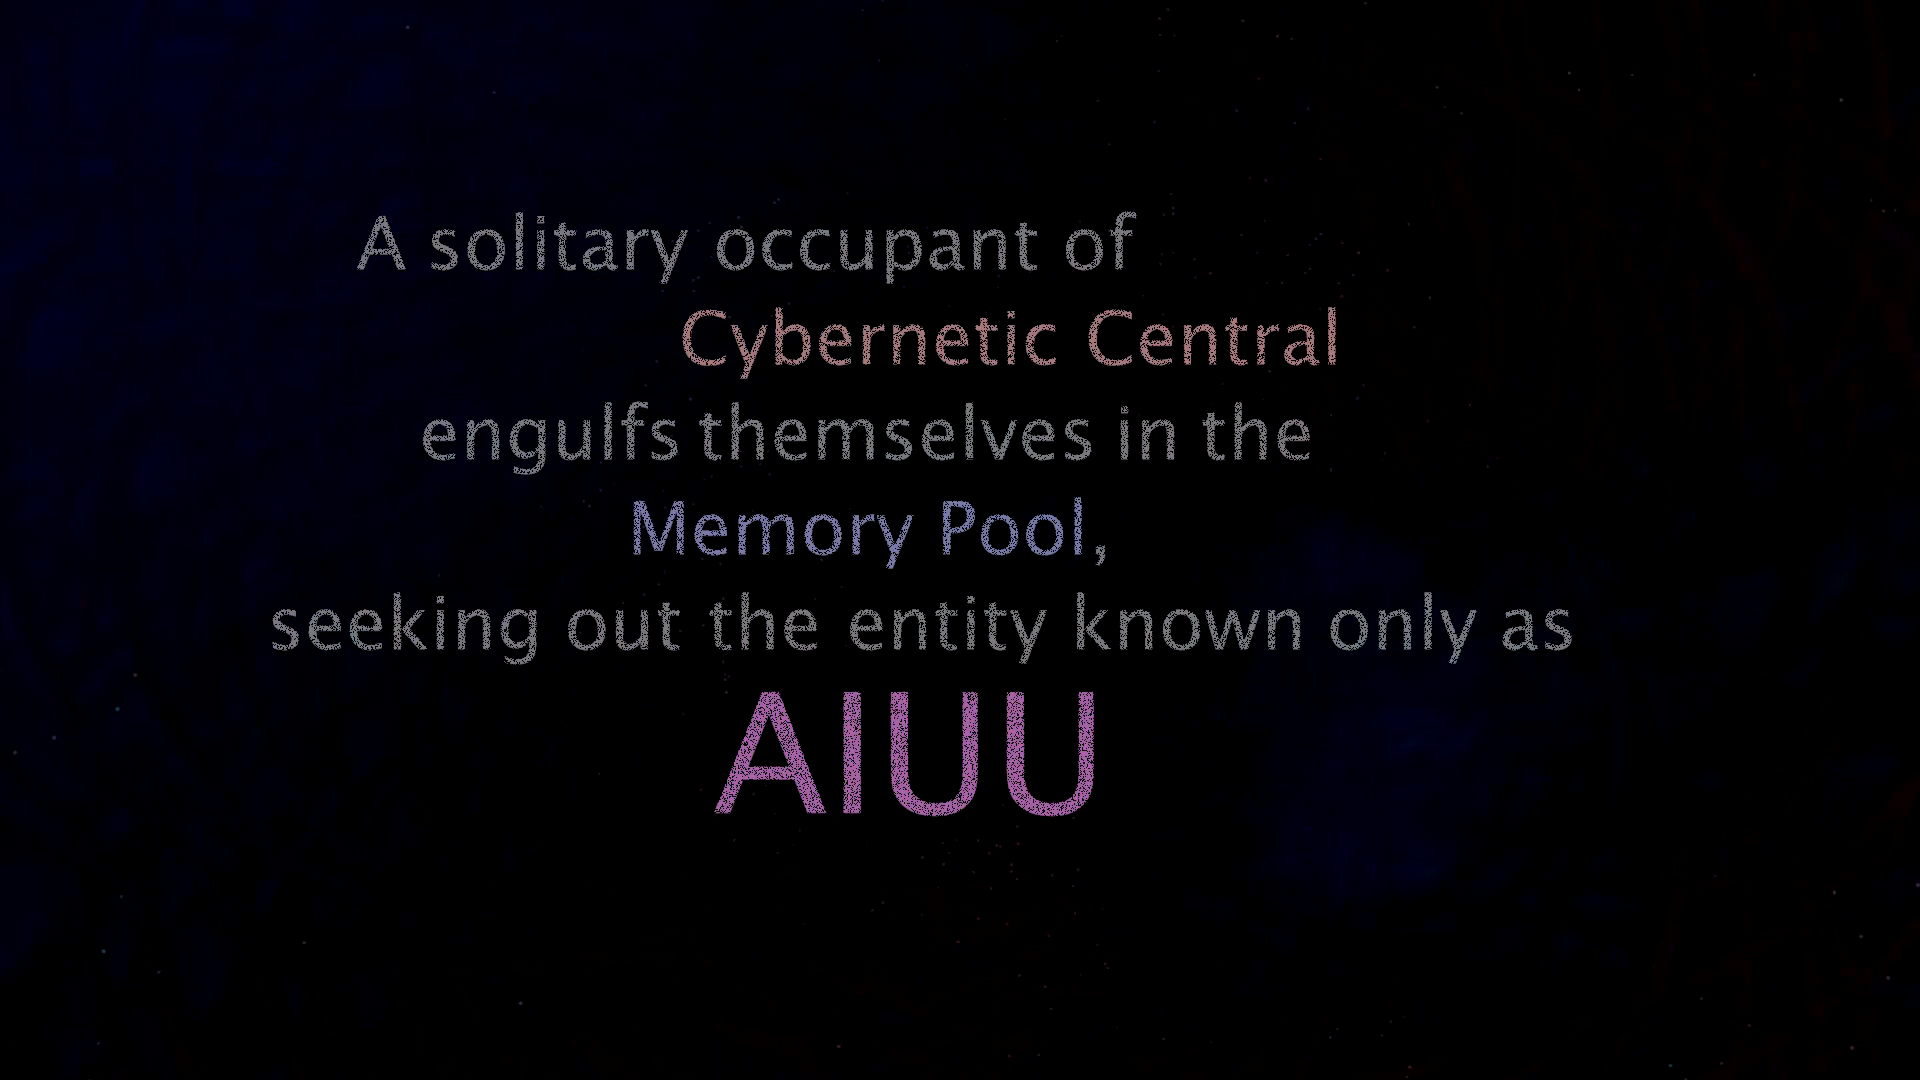 A solitary occupant of
Cybernetic Central
engulfs themselves in the
Memory Pool,
seeking out the entity known only as
AIUU